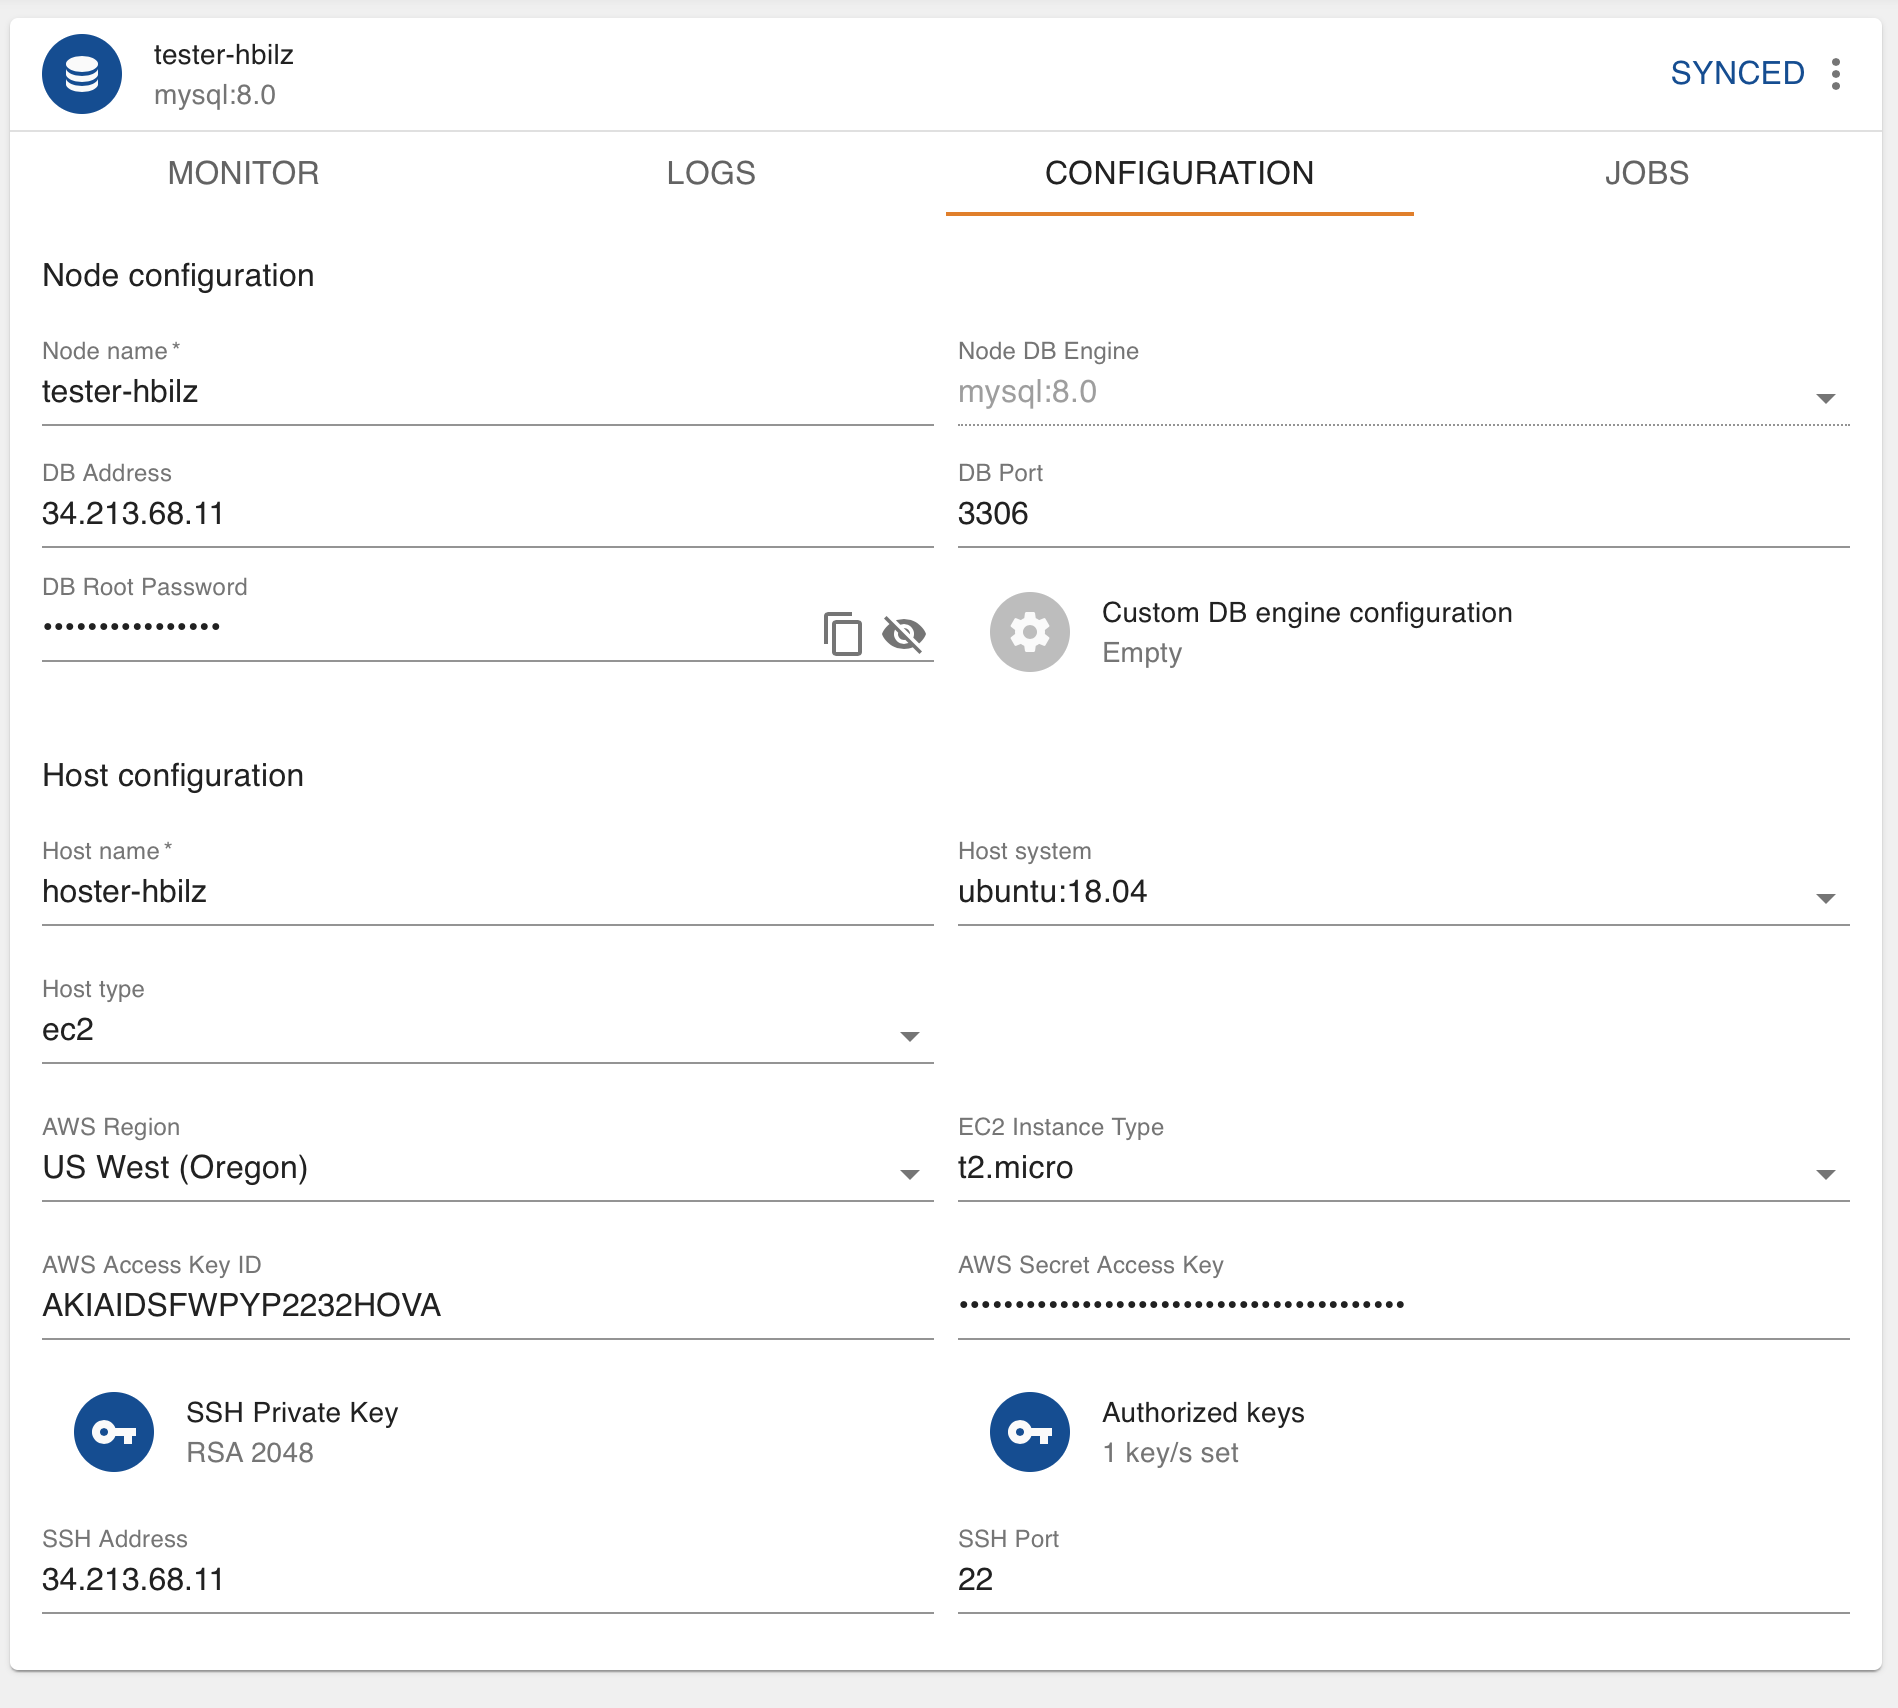 tester-hbilz
mysql:8.0
SYNCED
MONITOR
LOGS
CONFIGURATION
JOBS
Node configuration
Node name *
tester-hbilz
Node DB Engine
mysql:8.0
DB Address
34.213.68.11
DB Port
3306
DB Root Password
••••••••••••••••
Custom DB engine configuration
Empty
Host configuration
Host name *
hoster-hbilz
Host system
ubuntu:18.04
Host type
ec2
AWS Region
US West (Oregon)
EC2 Instance Type
t2.micro
AWS Access Key ID
AKIAIDSFWPYP2232HOVA
AWS Secret Access Key
••••••••••••••••••••••••••••••••••••••••
SSH Private Key
RSA 2048
Authorized keys
1 key/s set
SSH Address
34.213.68.11
SSH Port
22